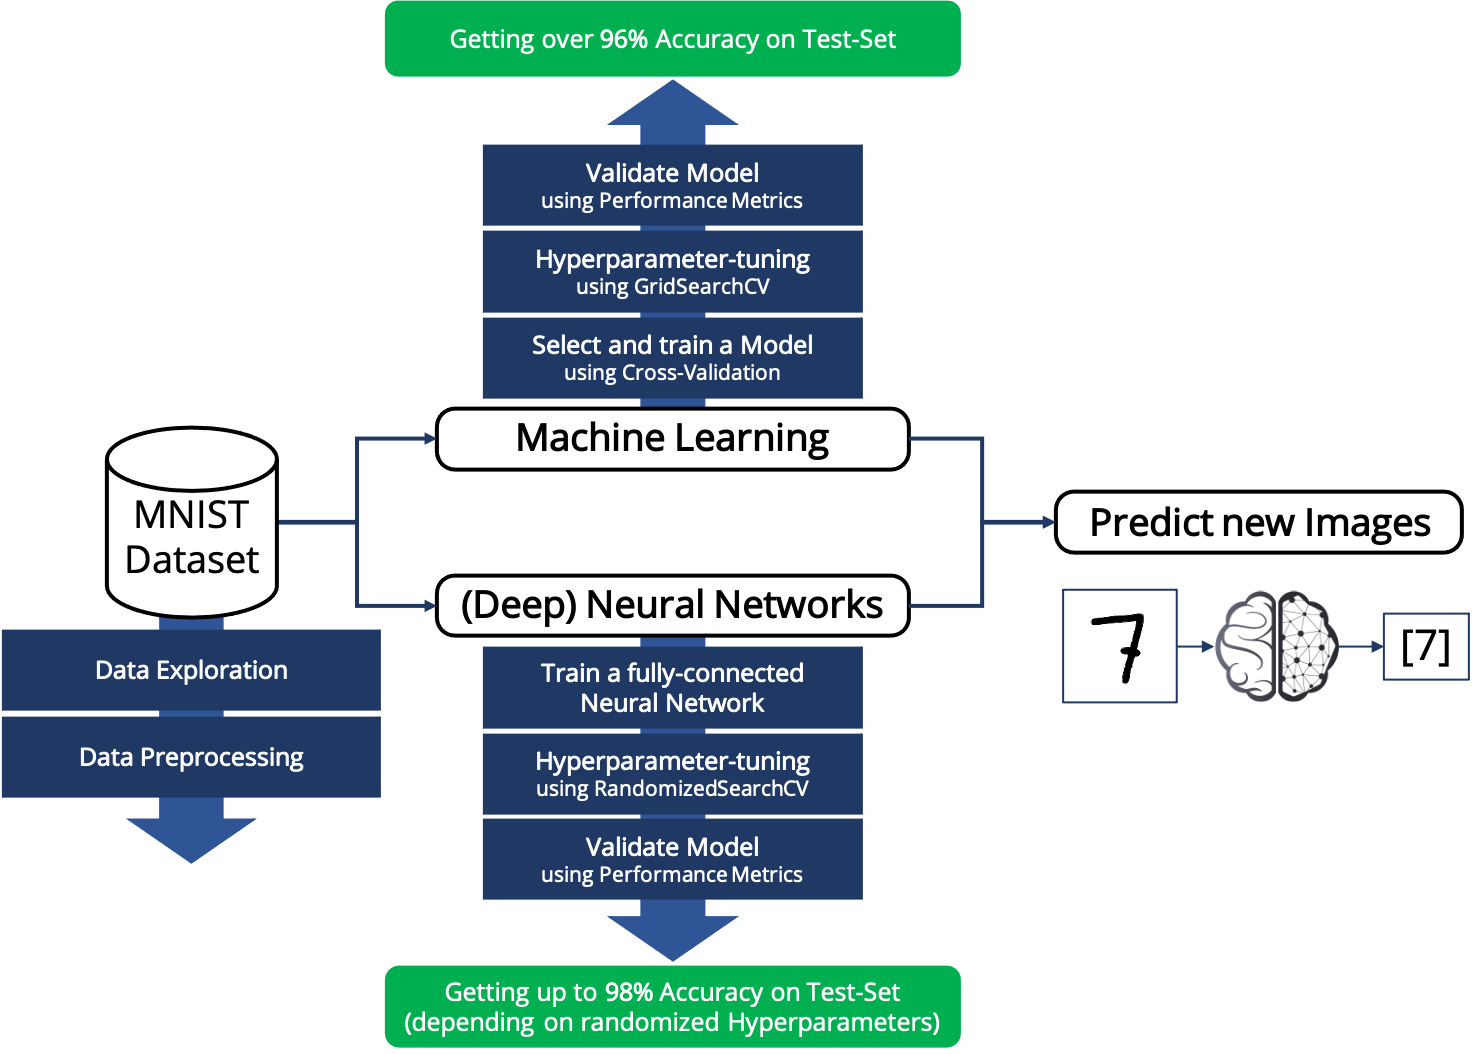 Getting over 96% Accuracy on Test-Set
Validate Model
using Performance Metrics
Hyperparameter-tuning
using GridSearchCV
Select and train a Model
using Cross-Validation
Machine Learning
MNIST
Dataset
Data Exploration
Data Preprocessing
(Deep) Neural Networks
Train a fully-connected
Neural Network
Hyperparameter-tuning
using RandomizedSearchCV
Validate Model
using Performance Metrics
Getting up to 98% Accuracy on Test-Set
(depending on randomized Hyperparameters)
Predict new Images
7
[7]